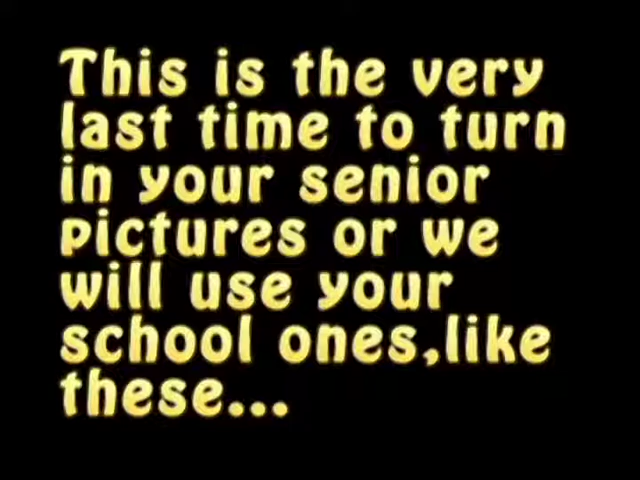 This is the very
last time to turn
in your senior
pictures or we
will use your
school ones,like
these...